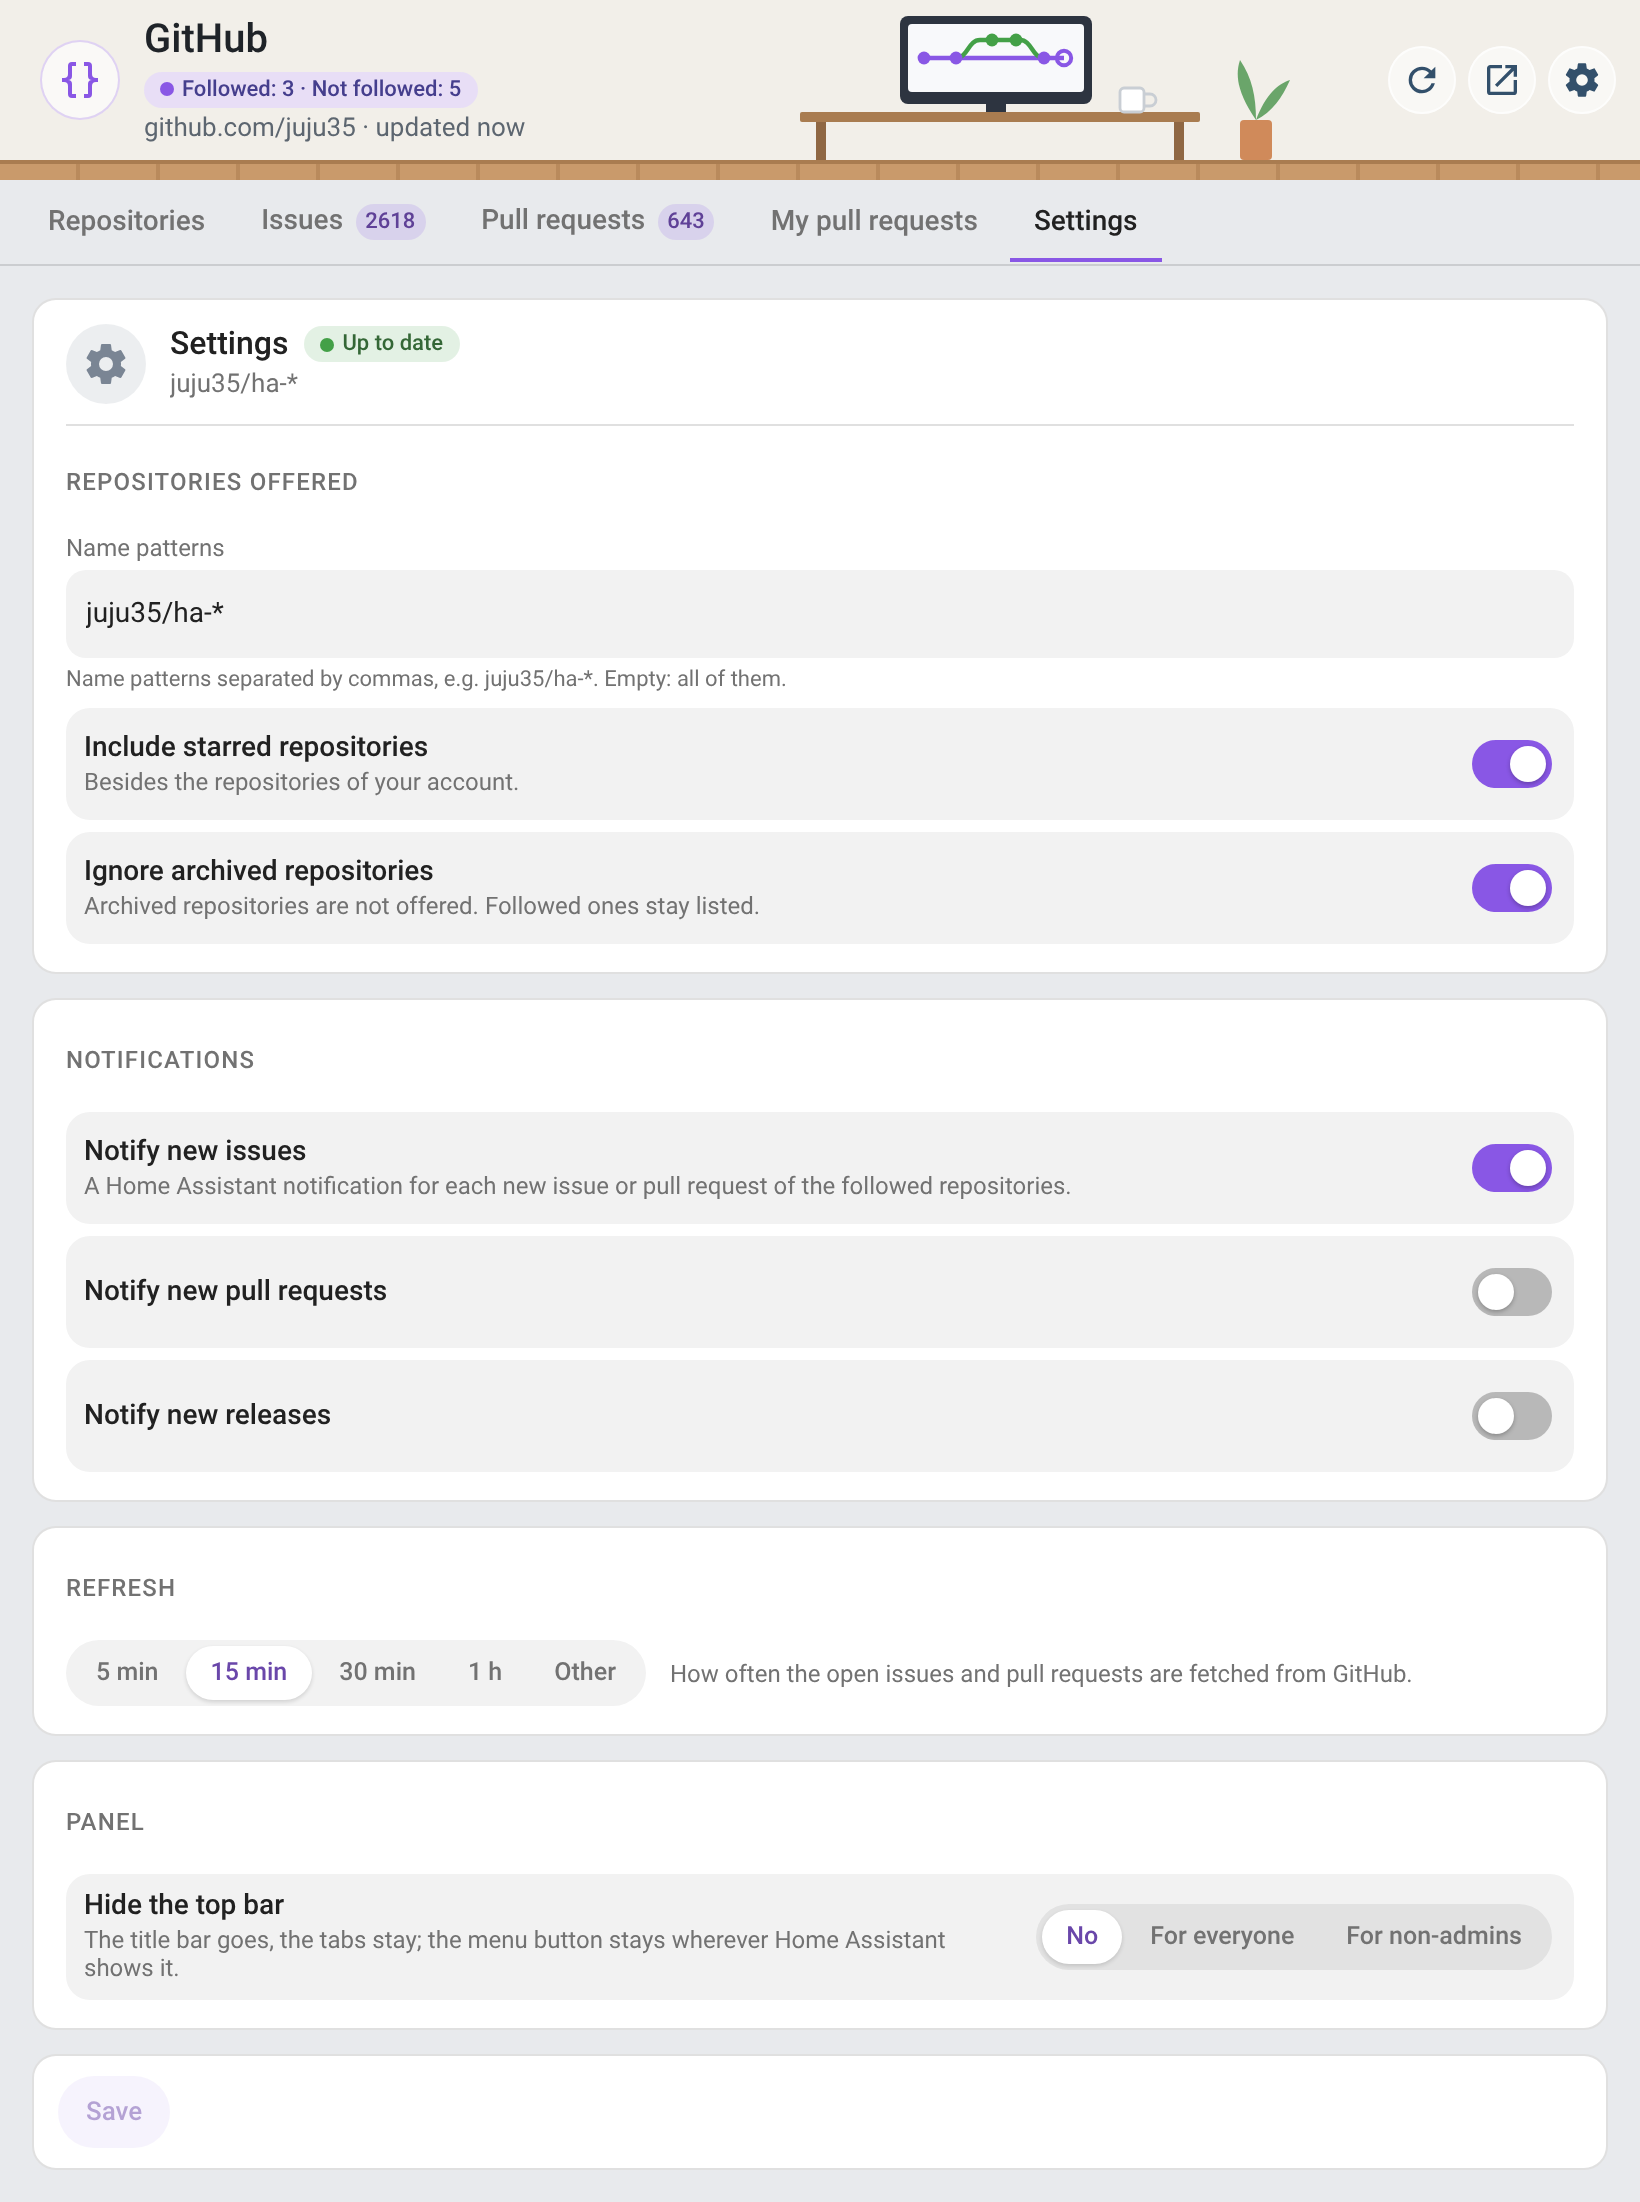 GitHub
Followed: 3 · Not followed: 5
github.com/juju35 · updated now
Repositories
Issues 2618
Pull requests 643
My pull requests
Settings
Settings
Up to date
juju35/ha-*
REPOSITORIES OFFERED
Name patterns
juju35/ha-*
Name patterns separated by commas, e.g. juju35/ha-*. Empty: all of them.
Include starred repositories
Besides the repositories of your account.
Ignore archived repositories
Archived repositories are not offered. Followed ones stay listed.
NOTIFICATIONS
Notify new issues
A Home Assistant notification for each new issue or pull request of the followed repositories.
Notify new pull requests
Notify new releases
REFRESH
5 min
15 min
30 min
1 h
Other
How often the open issues and pull requests are fetched from GitHub.
PANEL
Hide the top bar
The title bar goes, the tabs stay; the menu button stays wherever Home Assistant
shows it.
No
For everyone
For non-admins
Save